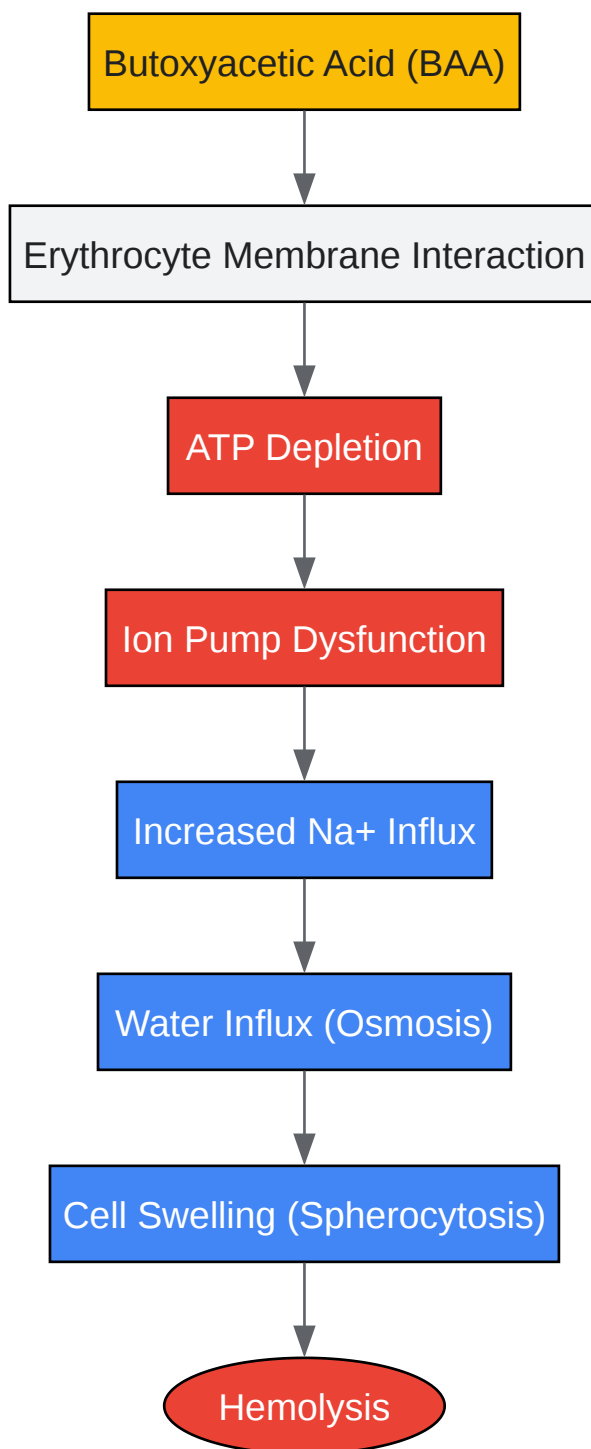 Butoxyacetic Acid (BAA)
Erythrocyte Membrane Interaction
ATP Depletion
Ion Pump Dysfunction
Increased Na+ Influx
Water Influx (Osmosis)
Cell Swelling (Spherocytosis)
Hemolysis